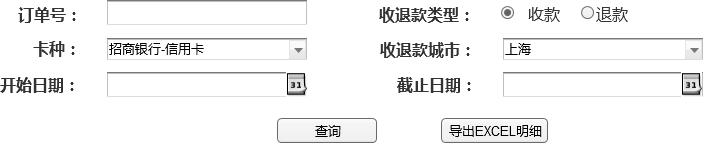 订单号： 收退款类型： 收款 退款
卡种： 招商银行-信用卡 收退款城市： 上海
开始日期： 31 截止日期： 31
查询 导出EXCEL明细